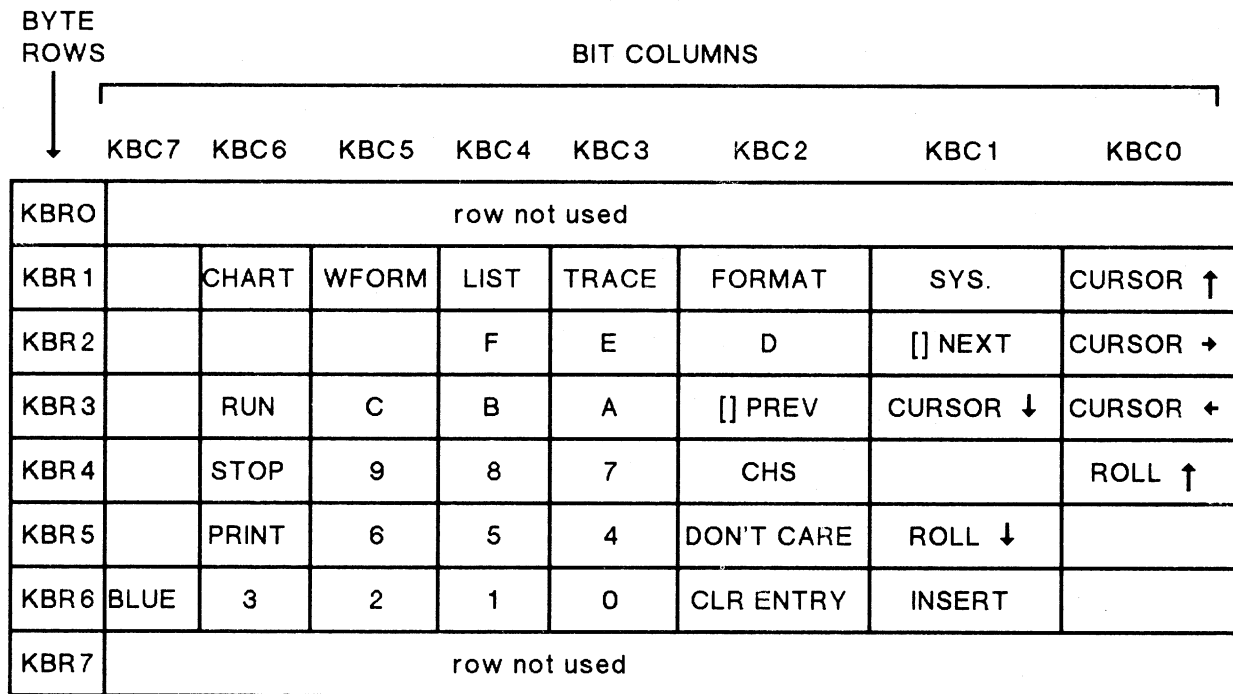 BYTE
ROWS
BIT COLUMNS
KBC7 KBC6 KBC5 KBC4 KBC3 KBC2 KBC1 KBC0
KBR0 row not used
KBR1 CHART WFORM LIST TRACE FORMAT SYS. CURSOR ↑
KBR2 F E D [] NEXT CURSOR →
KBR3 RUN C B A [] PREV CURSOR ↓ CURSOR ←
KBR4 STOP 9 8 7 CHS ROLL ↑
KBR5 PRINT 6 5 4 DON'T CARE ROLL ↓
KBR6 BLUE 3 2 1 0 CLR ENTRY INSERT
KBR7 row not used